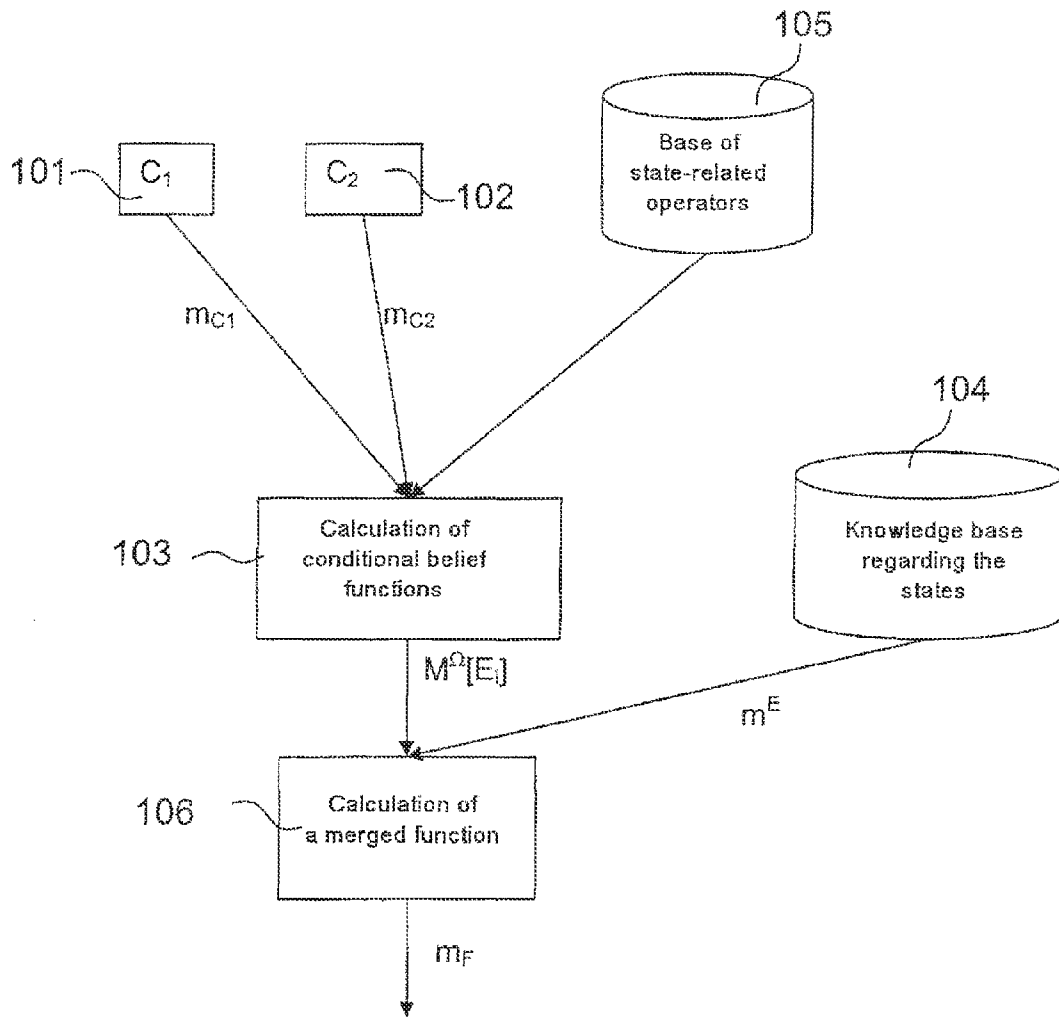 105
Base of
state-related
operators
101
C₁
C₂
102
m_C1
m_C2
104
Knowledge base
regarding the
states
103
Calculation of
conditional belief
functions
M^Ω[E_i]
m^E
106
Calculation of
a merged function
m_F